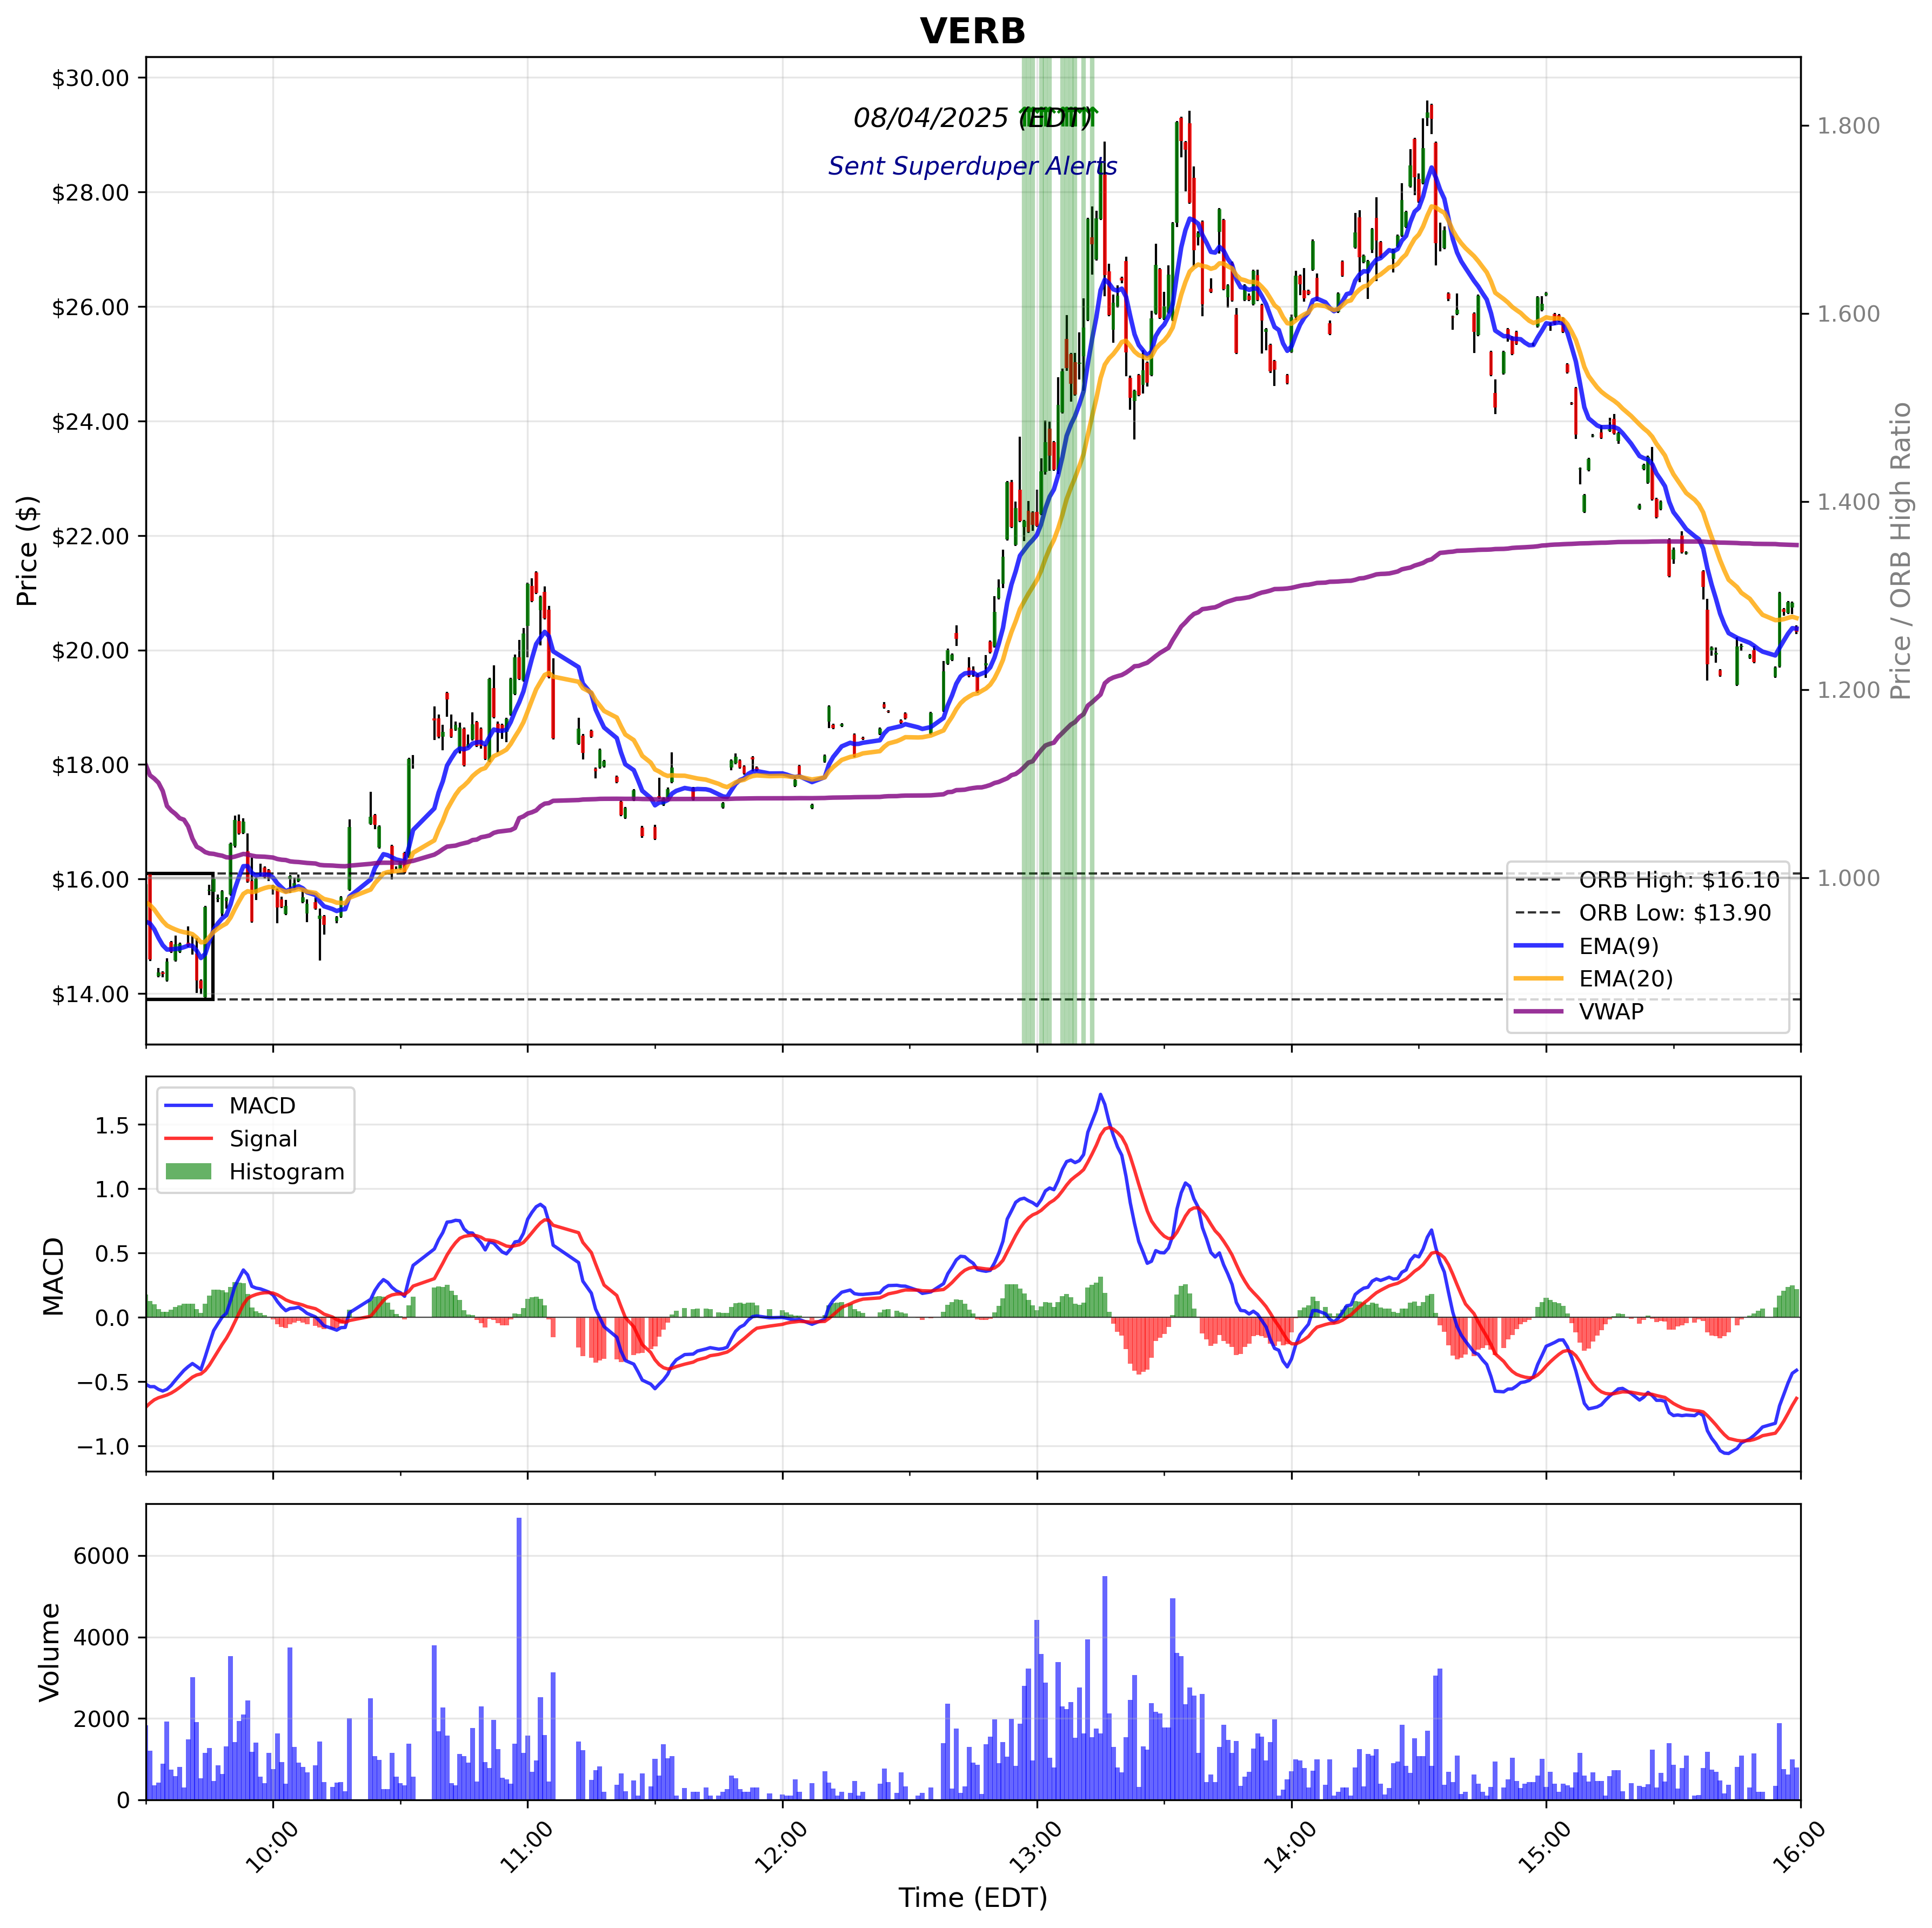 VERB
08/04/2025 (EDT)
Sent Superduper Alerts
Price ($)
$30.00
$28.00
$26.00
$24.00
$22.00
$20.00
$18.00
$16.00
$14.00
1.800
1.600
1.400
1.200
1.000
Price / ORB High Ratio
ORB High: $16.10
ORB Low: $13.90
EMA(9)
EMA(20)
VWAP
MACD
1.5
1.0
0.5
0.0
−0.5
−1.0
MACD
Signal
Histogram
Volume
6000
4000
2000
0
10:00
11:00
12:00
13:00
14:00
15:00
16:00
Time (EDT)